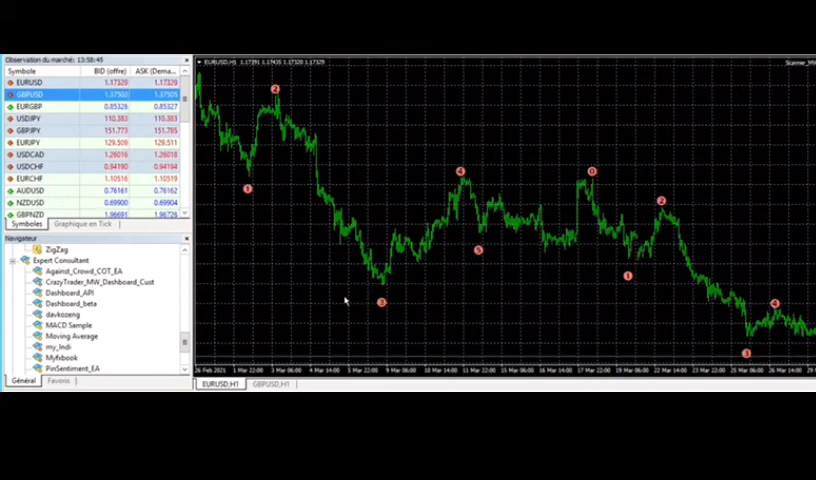 Observation du marché: 13:58:45
Symbole BID (offre) ASK (Dema...
EURUSD 1.17329 1.17329
GBPUSD
EURGBP 0.85326 0.85327
USDJPY 110.383 110.383
GBPJPY 151.773 151.785
EURJPY 129.509 129.511
USDCAD 1.26016 1.26018
USDCHF 0.94190 0.94194
EURCHF 1.10516 1.10519
AUDUSD 0.76161 0.76162
NZDUSD 0.69900 0.69904
GBPNZD 1.96691 1.96726
Symboles Graphique en Tick
Navigateur
ZigZag
Expert Consultant
Against_Crowd_COT_EA
CrazyTrader_MW_Dashboard_Cust
Dashboard_API
Dashboard_beta
davkozeng
MACD Sample
Moving Average
my_Indi
Myfxbook
PinSentiment_EA
Général Favoris
EURUSD,H1 1.17391 1.17435 1.17320 1.17329
Scanner_MW
2
1
3
4
5
0
1
2
3
4
26 Feb 2021 1 Mar 22:00 3 Mar 06:00 4 Mar 14:00 5 Mar 22:00 9 Mar 06:00 10 Mar 14:00 11 Mar 22:00 15 Mar 06:00 16 Mar 14:00 17 Mar 22:00 19 Mar 06:00 22 Mar 14:00 23 Mar 22:00 25 Mar 06:00 26 Mar 14:00 29
EURUSD,H1 GBPUSD,H1